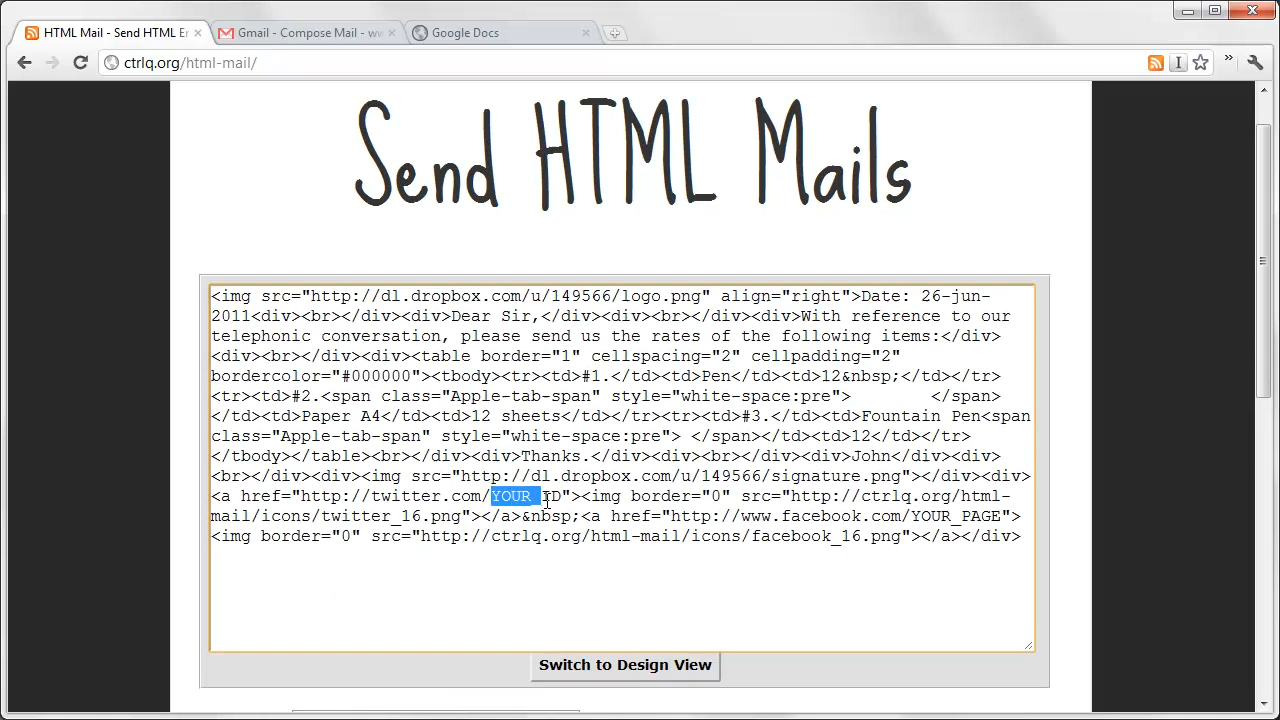 HTML Mail - Send HTML Er
Gmail - Compose Mail - ww
Google Docs
ctrlq.org/html-mail/
Send HTML Mails
<img src="http://dl.dropbox.com/u/149566/logo.png" align="right">Date: 26-jun-
2011<div><br></div><div>Dear Sir,</div><div><br></div><div>With reference to our
telephonic conversation, please send us the rates of the following items:</div>
<div><br></div><div><table border="1" cellspacing="2" cellpadding="2"
bordercolor="#000000"><tbody><tr><td>#1.</td><td>Pen</td><td>12&nbsp;</td></tr>
<tr><td>#2.<span class="Apple-tab-span" style="white-space:pre">        </span>
</td><td>Paper A4</td><td>12 sheets</td></tr><tr><td>#3.</td><td>Fountain Pen<span
class="Apple-tab-span" style="white-space:pre"> </span></td><td>12</td></tr>
</tbody></table><br></div><div>Thanks.</div><div><br></div><div>John</div><div>
<br></div><div><img src="http://dl.dropbox.com/u/149566/signature.png"></div><div>
<a href="http://twitter.com/YOUR_ID"><img border="0" src="http://ctrlq.org/html-
mail/icons/twitter_16.png"></a>&nbsp;<a href="http://www.facebook.com/YOUR_PAGE">
<img border="0" src="http://ctrlq.org/html-mail/icons/facebook_16.png"></a></div>
Switch to Design View